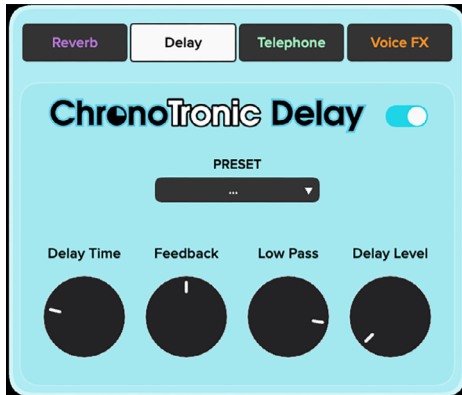 Reverb
Delay
Telephone
Voice FX
ChronoTronic Delay
PRESET
...
Delay Time
Feedback
Low Pass
Delay Level